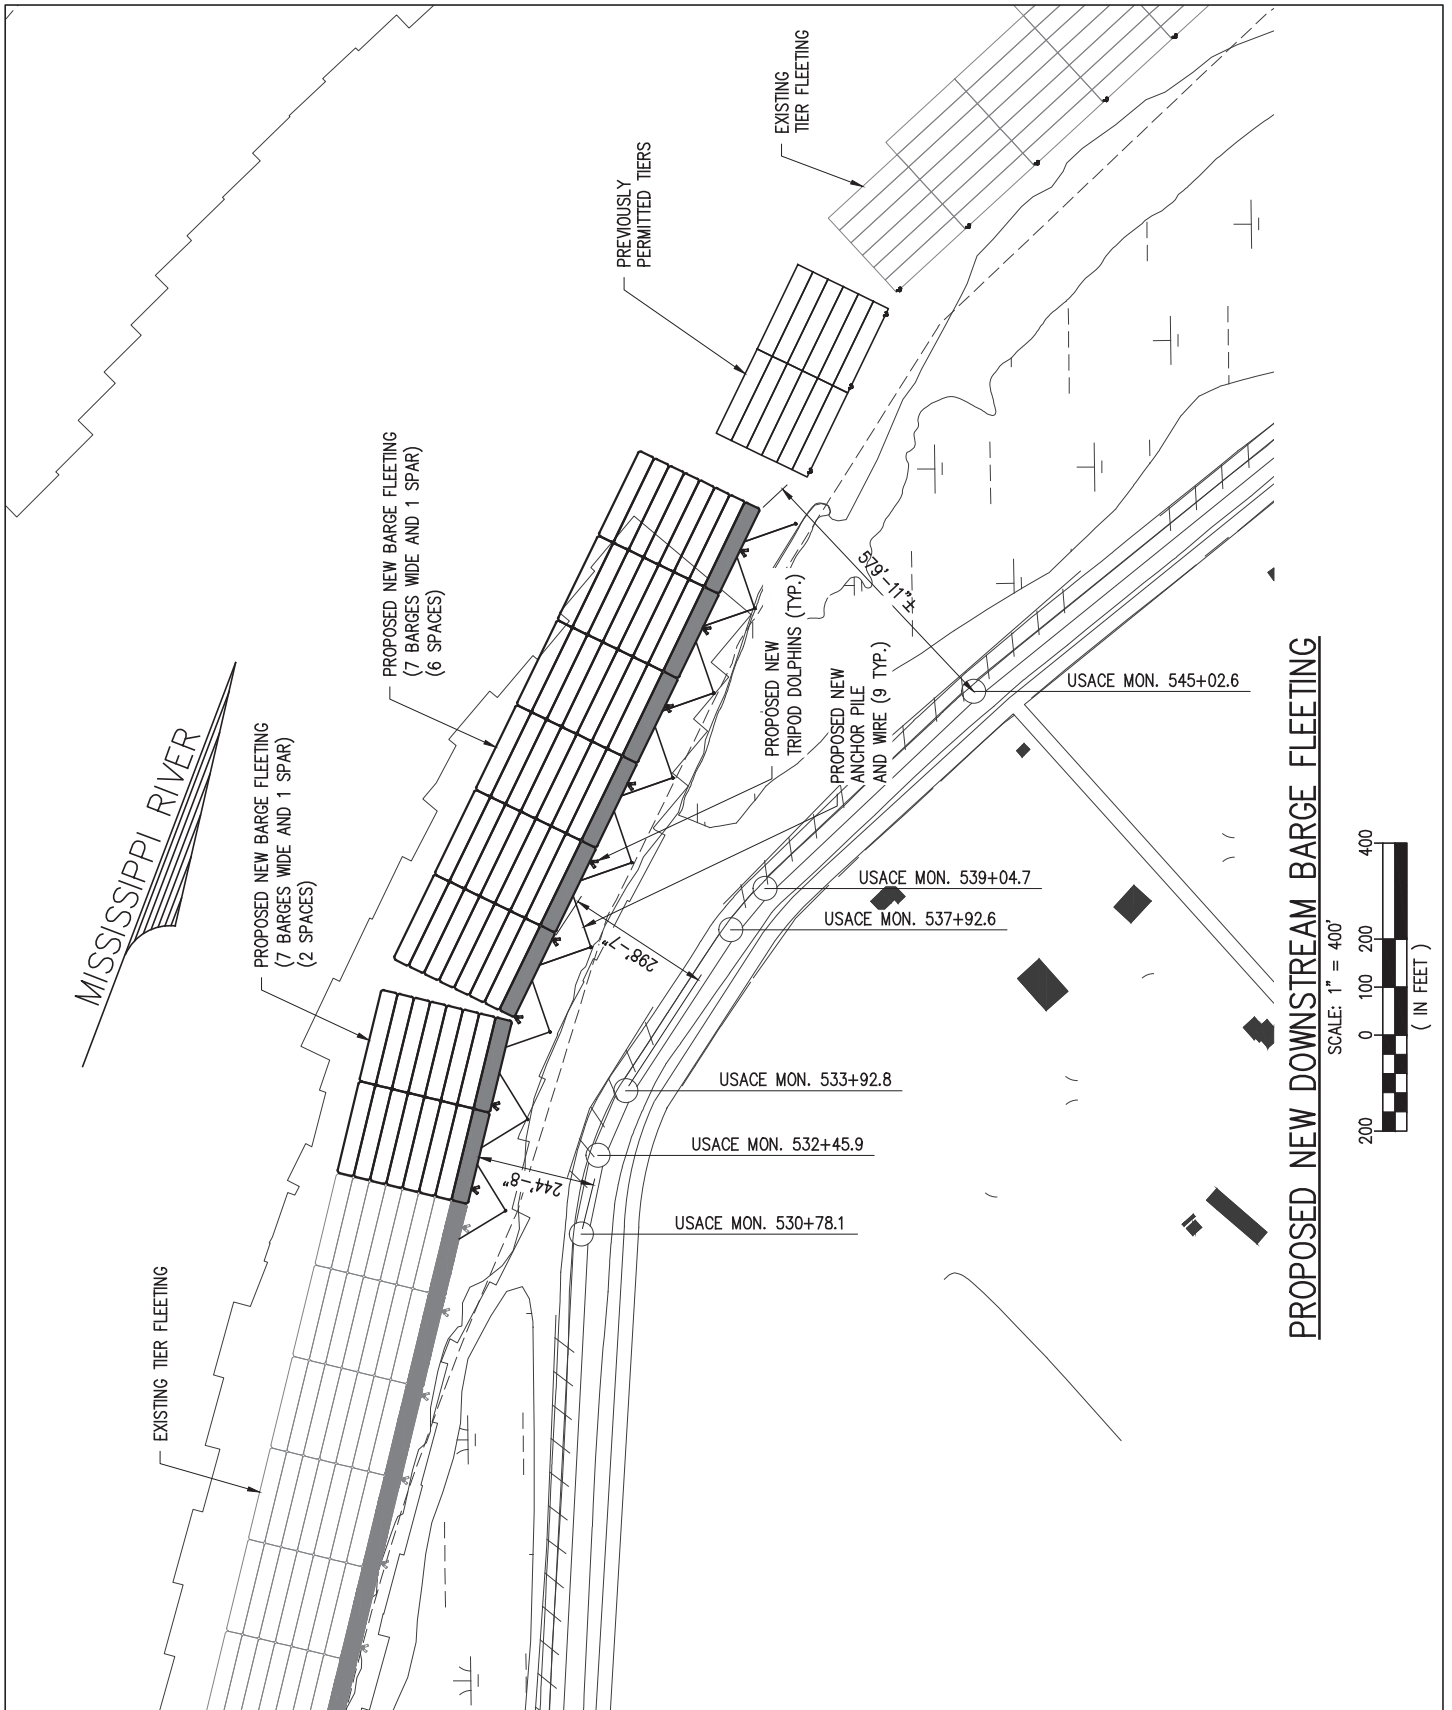 EXISTING
TIER FLEETING
PREVIOUSLY
PERMITTED TIERS
PROPOSED NEW BARGE FLEETING
(7 BARGES WIDE AND 1 SPAR)
(6 SPACES)
MISSISSIPPI RIVER
PROPOSED NEW BARGE FLEETING
(7 BARGES WIDE AND 1 SPAR)
(2 SPACES)
579'-11"±
PROPOSED NEW
TRIPOD DOLPHINS (TYP.)
PROPOSED NEW
ANCHOR PILE
AND WIRE (9 TYP.)
USACE MON. 545+02.6
USACE MON. 539+04.7
USACE MON. 537+92.6
298'-7"
USACE MON. 533+92.8
USACE MON. 532+45.9
244'-8"
USACE MON. 530+78.1
EXISTING TIER FLEETING
PROPOSED NEW DOWNSTREAM BARGE FLEETING
SCALE: 1" = 400'
200 0 100 200 400
( IN FEET )